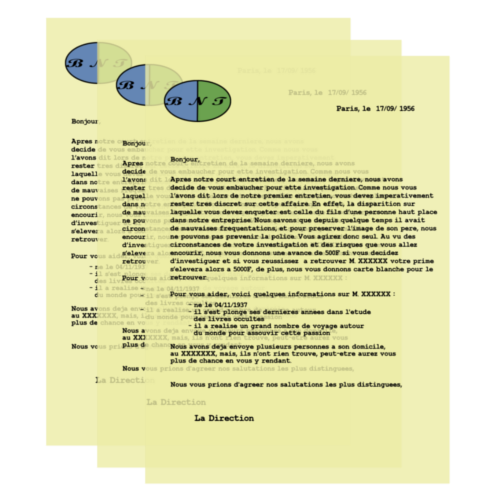 B N T
Paris, le 17/09/ 1956
Bonjour,
Apres notre court entretien de la semaine derniere, nous avons
decide de vous embaucher pour ette investigation. Comme nous vous
l'avons dit lors de notre premier entretien, vous devez imperativement
rester tres discret sur cette affaire. En effet, la disparition sur
laquelle vous devez enqueter est celle du fils d'une personne haut place
dans notre entreprise. Nous savons que depuis quelque temps il avait
de mauvaises frequentations, et pour preserver l'image de son pere, nous
ne pouvons pas prevenir la police. Vous agirez donc seul. Au vu des
circonstances de votre investigation et des risques que vous allez
encourir, nous vous donnons une avance de 500F si vous decidez
d'investiguer et si vous reussissez a retrouver M. XXXXXX votre prime
s'elevera alors a 5000F, de plus, nous vous donnons carte blanche pour le
retrouver.
Pour vous aider, voici quelques informations sur M. XXXXXX :
- ne le 04/11/1937
- il s'est plonge ses dernières années dans l'etude
des livres occultes
- il a realise un grand nombre de voyage autour
du monde pour assouvir cette passion
Nous avons deja envoye plusieurs personnes a son domicile,
au XXXXXXX, mais, ils n'ont rien trouve, peut-etre aurez vous
plus de chance en vous y rendant.
Nous vous prions d'agreer nos salutations les plus distinguees,
La Direction